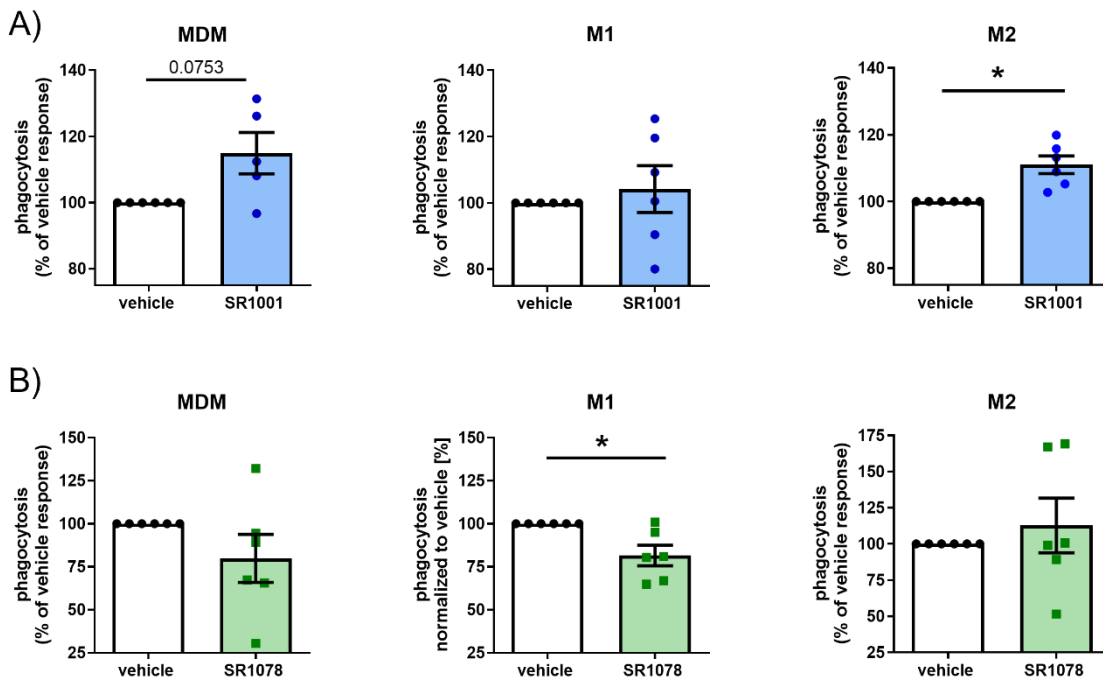 A)
MDM
phagocytosis
(% of vehicle response)
140
120
100
80
0.0753
vehicle
SR1001
M1
phagocytosis
(% of vehicle response)
140
120
100
80
vehicle
SR1001
M2
phagocytosis
(% of vehicle response)
140
120
100
80
*
vehicle
SR1001
B)
MDM
phagocytosis
(% of vehicle response)
150
125
100
75
50
25
vehicle
SR1078
M1
phagocytosis
normalized to vehicle [%]
150
125
100
75
50
25
*
vehicle
SR1078
M2
phagocytosis
(% of vehicle response)
175
150
125
100
75
50
25
vehicle
SR1078